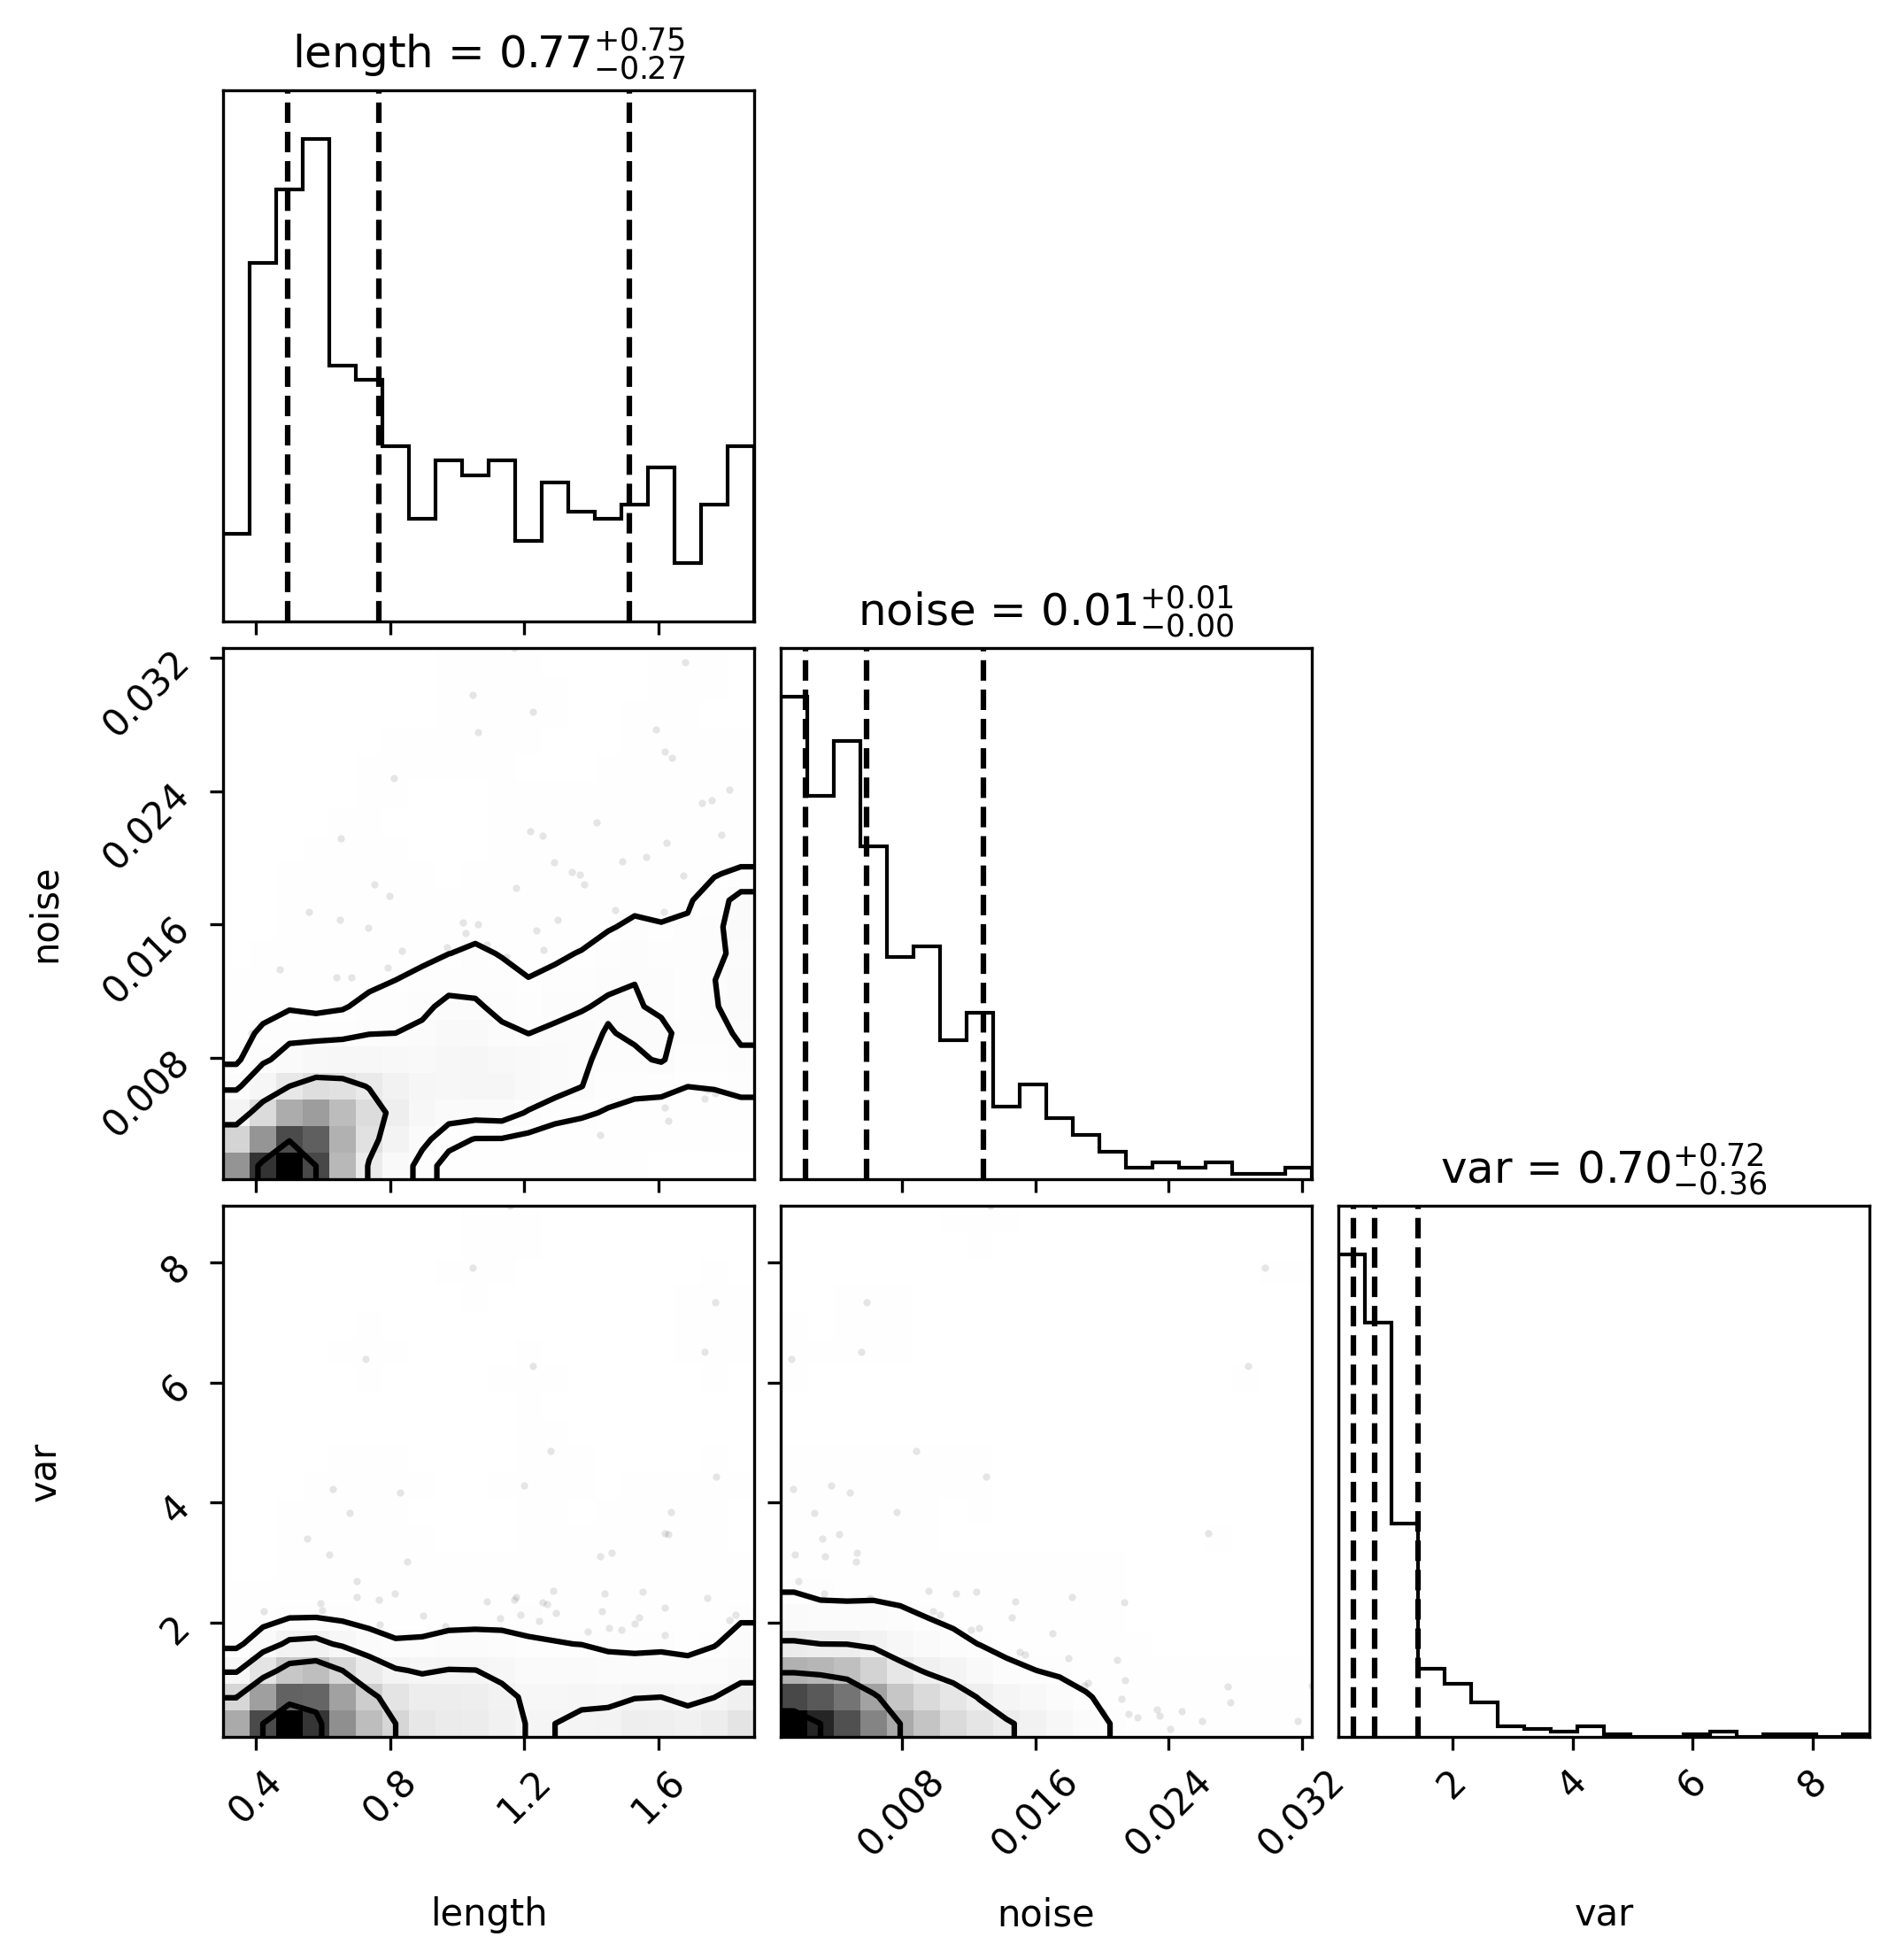 length = 0.77+0.75−0.27
noise = 0.01+0.01−0.00
0.032
0.024
0.016
0.008
noise
var = 0.70+0.72−0.36
8
6
4
2
var
0.4 0.8 1.2 1.6
0.008 0.016 0.024 0.032
2 4 6 8
length noise var